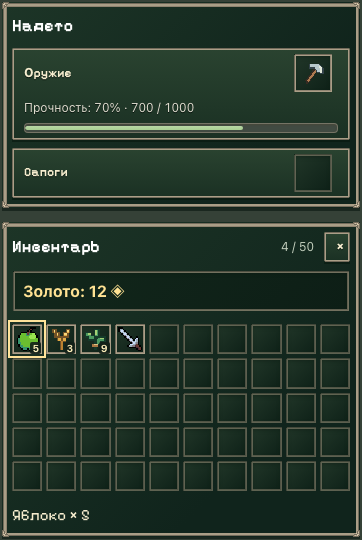 Надето
Оружие
Прочность: 70% · 700 / 1000
Сапоги
Инвентарь
4 / 50
×
Золото: 12
5
3
9
Яблоко × 5